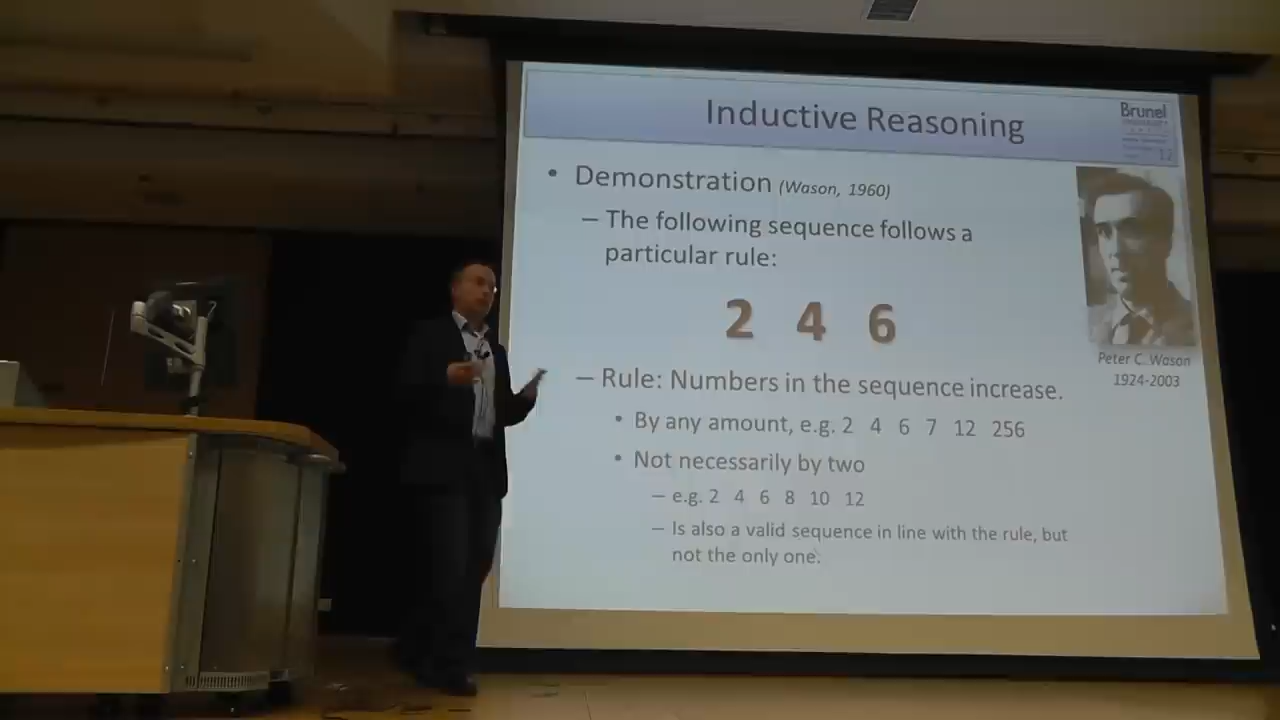 Inductive Reasoning
Brunel
UNIVERSITY
12
• Demonstration (Wason, 1960)
– The following sequence follows a
particular rule:
2 4 6
Peter C. Wason
1924-2003
– Rule: Numbers in the sequence increase.
• By any amount, e.g. 2 4 6 7 12 256
• Not necessarily by two
– e.g. 2 4 6 8 10 12
– Is also a valid sequence in line with the rule, but
not the only one.